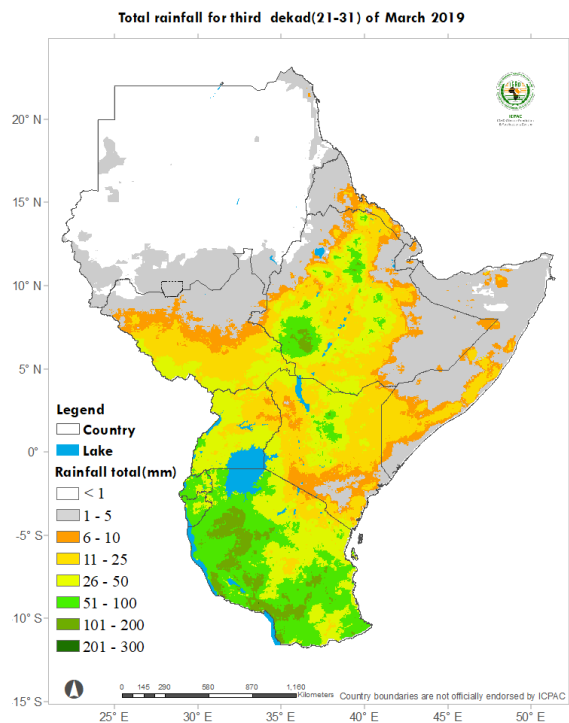 Total rainfall for third dekad(21-31) of March 2019
ICPAC
20° N
15° N
10° N
5° N
0°
-5° S
10° S
15° S
Legend
Country
Lake
Rainfall total(mm)
< 1
1 - 5
6 - 10
11 - 25
26 - 50
51 - 100
101 - 200
201 - 300
0 145 290 580 870 1,160
Kilometers
Country boundaries are not officially endorsed by ICPAC
25° E 30° E 35° E 40° E 45° E 50° E